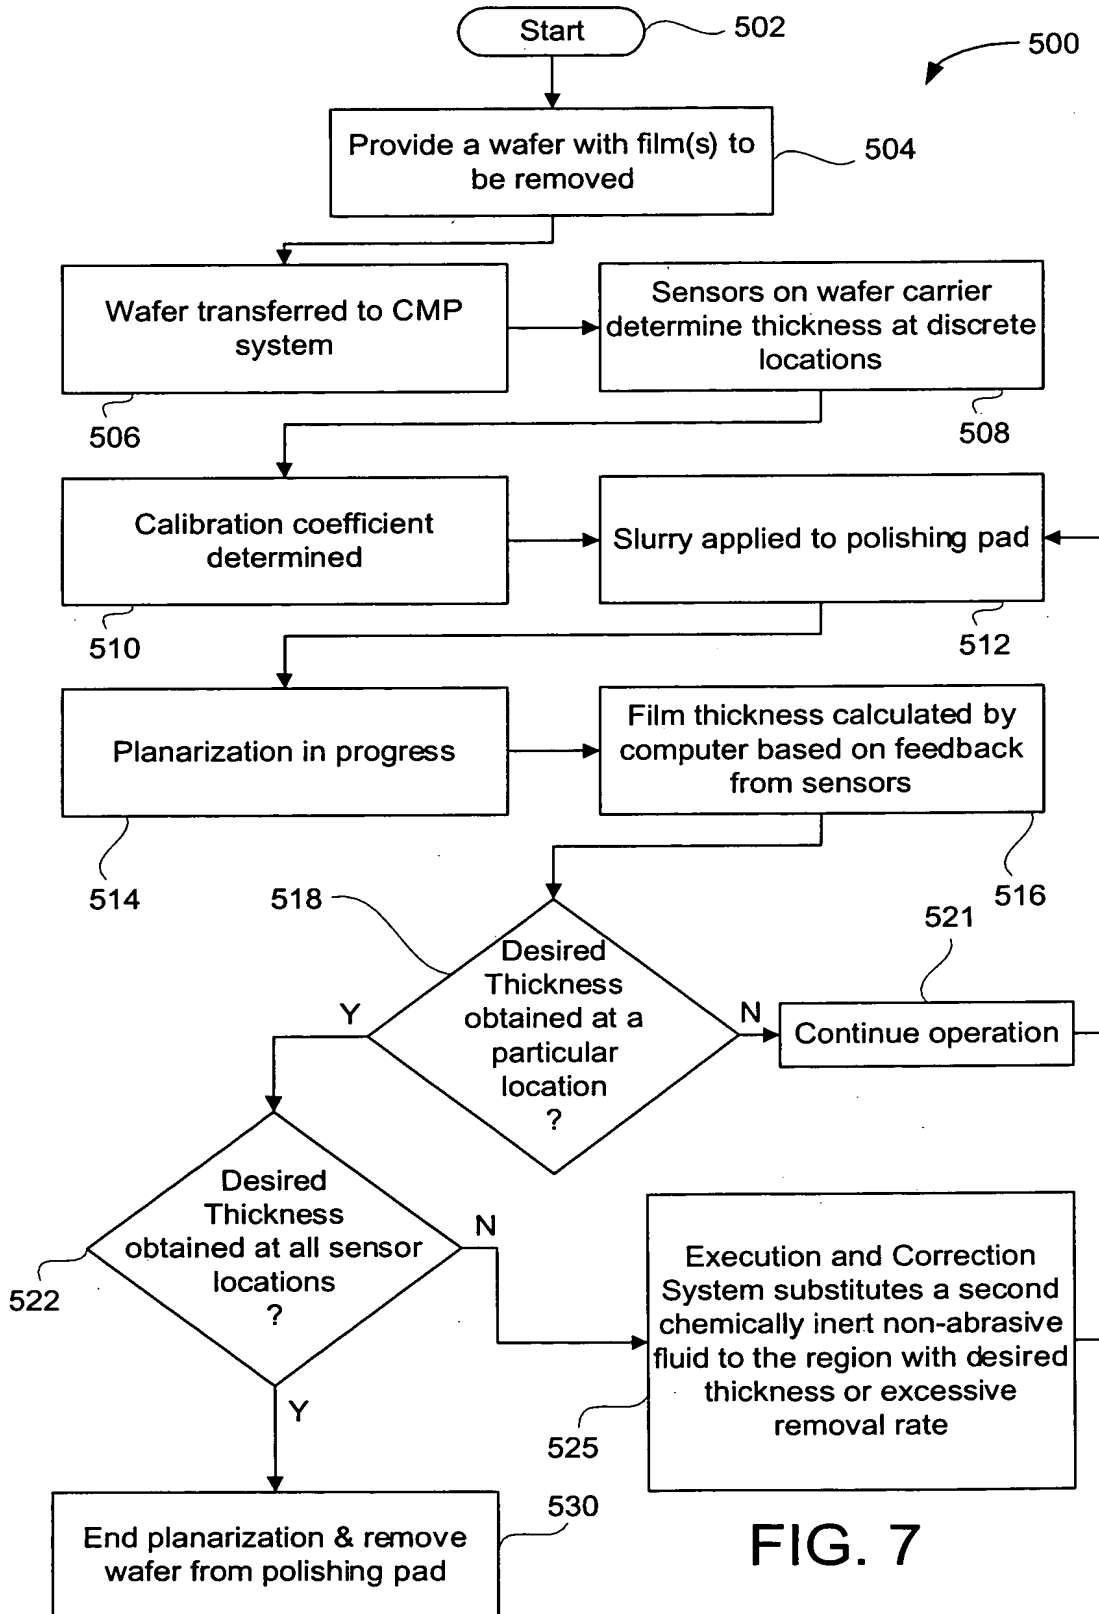 Start
502
500
Provide a wafer with film(s) to
be removed
504
Wafer transferred to CMP
system
506
Sensors on wafer carrier
determine thickness at discrete
locations
508
Calibration coefficient
determined
510
Slurry applied to polishing pad
512
Planarization in progress
514
Film thickness calculated by
computer based on feedback
from sensors
516
518
Desired
Thickness
obtained at a
particular
location
?
Y
N
521
Continue operation
Desired
Thickness
obtained at all sensor
locations
?
522
N
Y
Execution and Correction
System substitutes a second
chemically inert non-abrasive
fluid to the region with desired
thickness or excessive
removal rate
525
End planarization & remove
wafer from polishing pad
530
FIG. 7